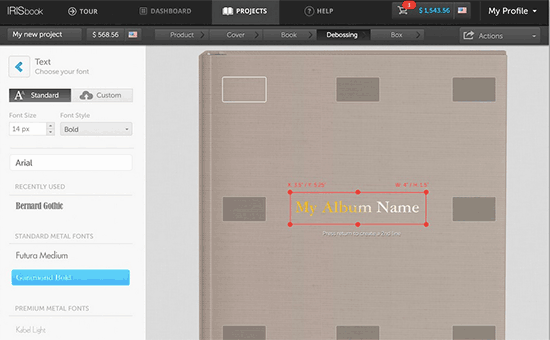 IRISbook TOUR DASHBOARD PROJECTS HELP 1 $ 1,543.56 My Profile
My new project $ 568.56 Product Cover Book Debossing Box Actions
Text
Choose your font
Standard Custom
Font Size Font Style
14 px Bold
Arial
RECENTLY USED
Bernard Gothic
STANDARD METAL FONTS
Futura Medium
Garamond Bold
PREMIUM METAL FONTS
Kabel Light
My Album Name
Press return to create a 2nd line